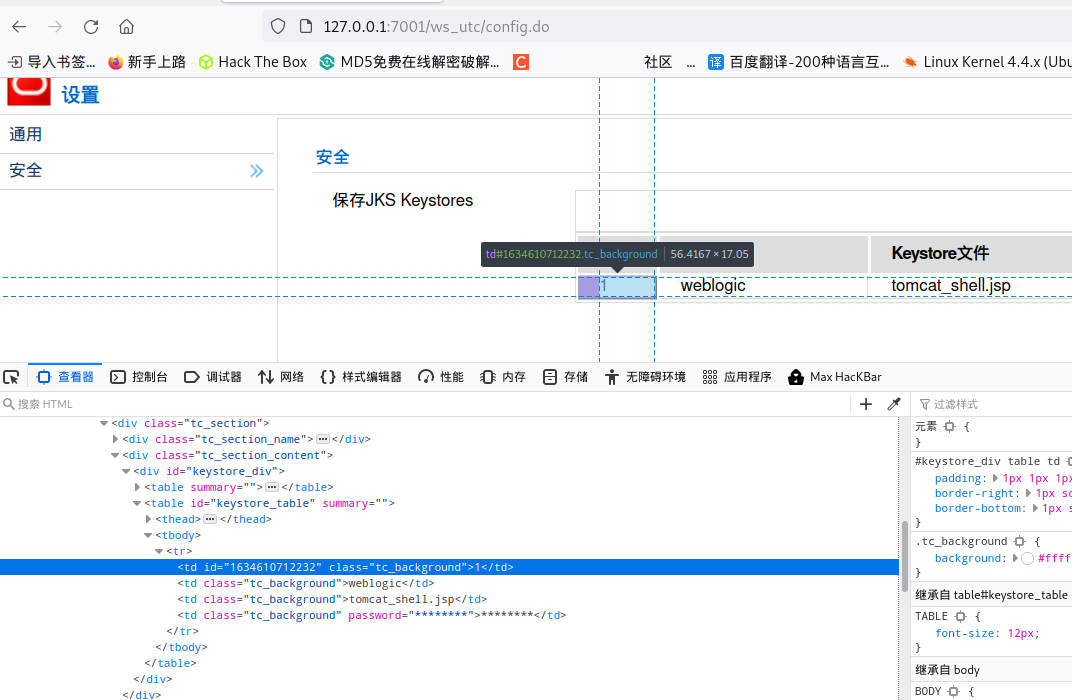 127.0.0.1:7001/ws_utc/config.do
导入书签... 新手上路 Hack The Box MD5免费在线解密破解... C 社区 ... 译 百度翻译-200种语言互... Linux Kernel 4.4.x (Ubu
设置
通用
安全
安全
保存JKS Keystores
td#1634610712232.tc_background 56.4167 × 17.05
Keystore文件
1 weblogic tomcat_shell.jsp
查看器 控制台 调试器 网络 样式编辑器 性能 内存 存储 无障碍环境 应用程序 Max HacKBar
搜索 HTML
<div class="tc_section">
<div class="tc_section_name"> ••• </div>
<div class="tc_section_content">
<div id="keystore_div">
<table summary=""> ••• </table>
<table id="keystore_table" summary="">
<thead> ••• </thead>
<tbody>
<tr>
<td id="1634610712232" class="tc_background">1</td>
<td class="tc_background">weblogic</td>
<td class="tc_background">tomcat_shell.jsp</td>
<td class="tc_background" password="********">********</td>
</tr>
</tbody>
</table>
</div>
</div>
过滤样式
元素 {
}
#keystore_div table td
padding: 1px 1px 1px
border-right: 1px so
border-bottom: 1px s
}
.tc_background {
background: #ffff
}
继承自 table#keystore_table
TABLE {
font-size: 12px;
}
继承自 body
BODY {